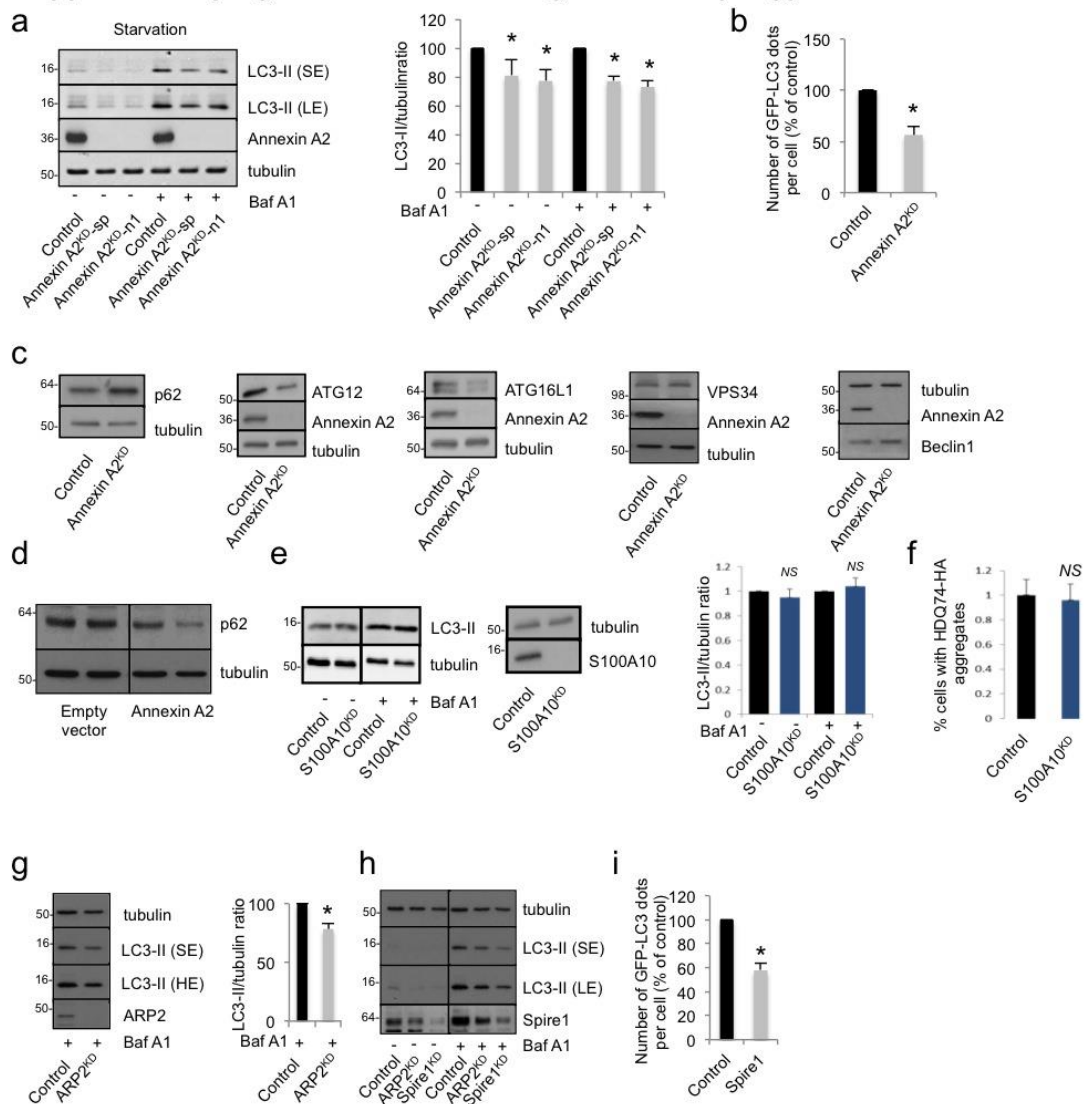 a
Starvation
16-
LC3-II (SE)
16-
LC3-II (LE)
36-
Annexin A2
50-
tubulin
- - - + + +
Baf A1
Control
Annexin A2KD-sp
Annexin A2KD-n1
Control
Annexin A2KD-sp
Annexin A2KD-n1
LC3-II/tubulinratio
120
100
80
60
40
20
0
* * * *
Baf A1 - - - + + +
Control
Annexin A2KD-sp
Annexin A2KD-n1
Control
Annexin A2KD-sp
Annexin A2KD-n1
b
Number of GFP-LC3 dots
per cell (% of control)
150
100
50
0
*
Control
Annexin A2KD
c
64-
p62
50-
tubulin
Control
Annexin A2KD
50-
ATG12
36-
Annexin A2
50-
tubulin
Control
Annexin A2KD
64-
ATG16L1
36-
Annexin A2
50-
tubulin
Control
Annexin A2KD
98-
VPS34
36-
Annexin A2
50-
tubulin
Control
Annexin A2KD
50-
tubulin
36-
Annexin A2
50-
Beclin1
Control
Annexin A2KD
d
64-
p62
50-
tubulin
Empty
vector
Annexin A2
e
16-
LC3-II
50-
tubulin
- - + +
Baf A1
Control
S100A10KD
Control
S100A10KD
50-
tubulin
16-
S100A10
Control
S100A10KD
LC3-II/tubulin ratio
1.2
1
0.8
0.6
0.4
0.2
0
NS NS
Baf A1 - - + +
Control
S100A10KD
Control
S100A10KD
f
% cells with HDQ74-HA
aggregates
1.2
1
0.8
0.6
0.4
0.2
0
NS
Control
S100A10KD
g
50-
tubulin
16-
LC3-II (SE)
16-
LC3-II (HE)
50-
ARP2
+ +
Baf A1
Control
ARP2KD
LC3-II/tubulin ratio
100
50
0
*
Baf A1 + +
Control
ARP2KD
h
50-
tubulin
16-
LC3-II (SE)
16-
LC3-II (LE)
64-
Spire1
- - - + + +
Baf A1
Control
ARP2KD
Spire1KD
Control
ARP2KD
Spire1KD
i
Number of GFP-LC3 dots
per cell (% of control)
120
100
80
60
40
20
0
*
Control
Spire1